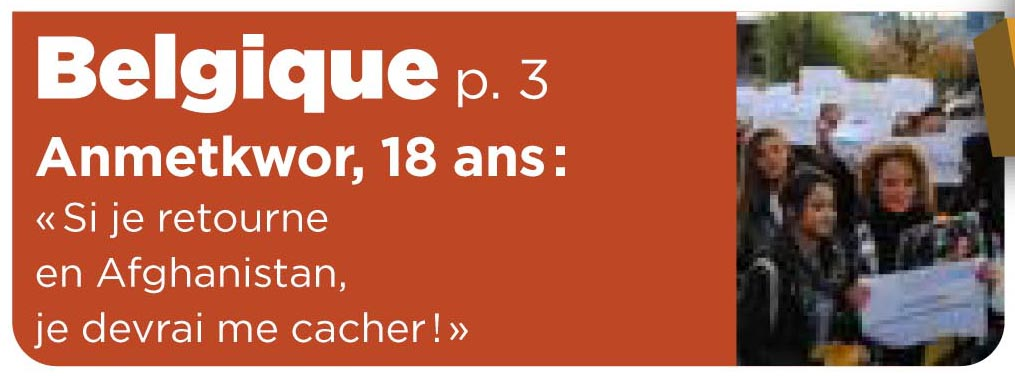 Belgique p. 3
Anmetkwor, 18 ans :
« Si je retourne
en Afghanistan,
je devrai me cacher ! »